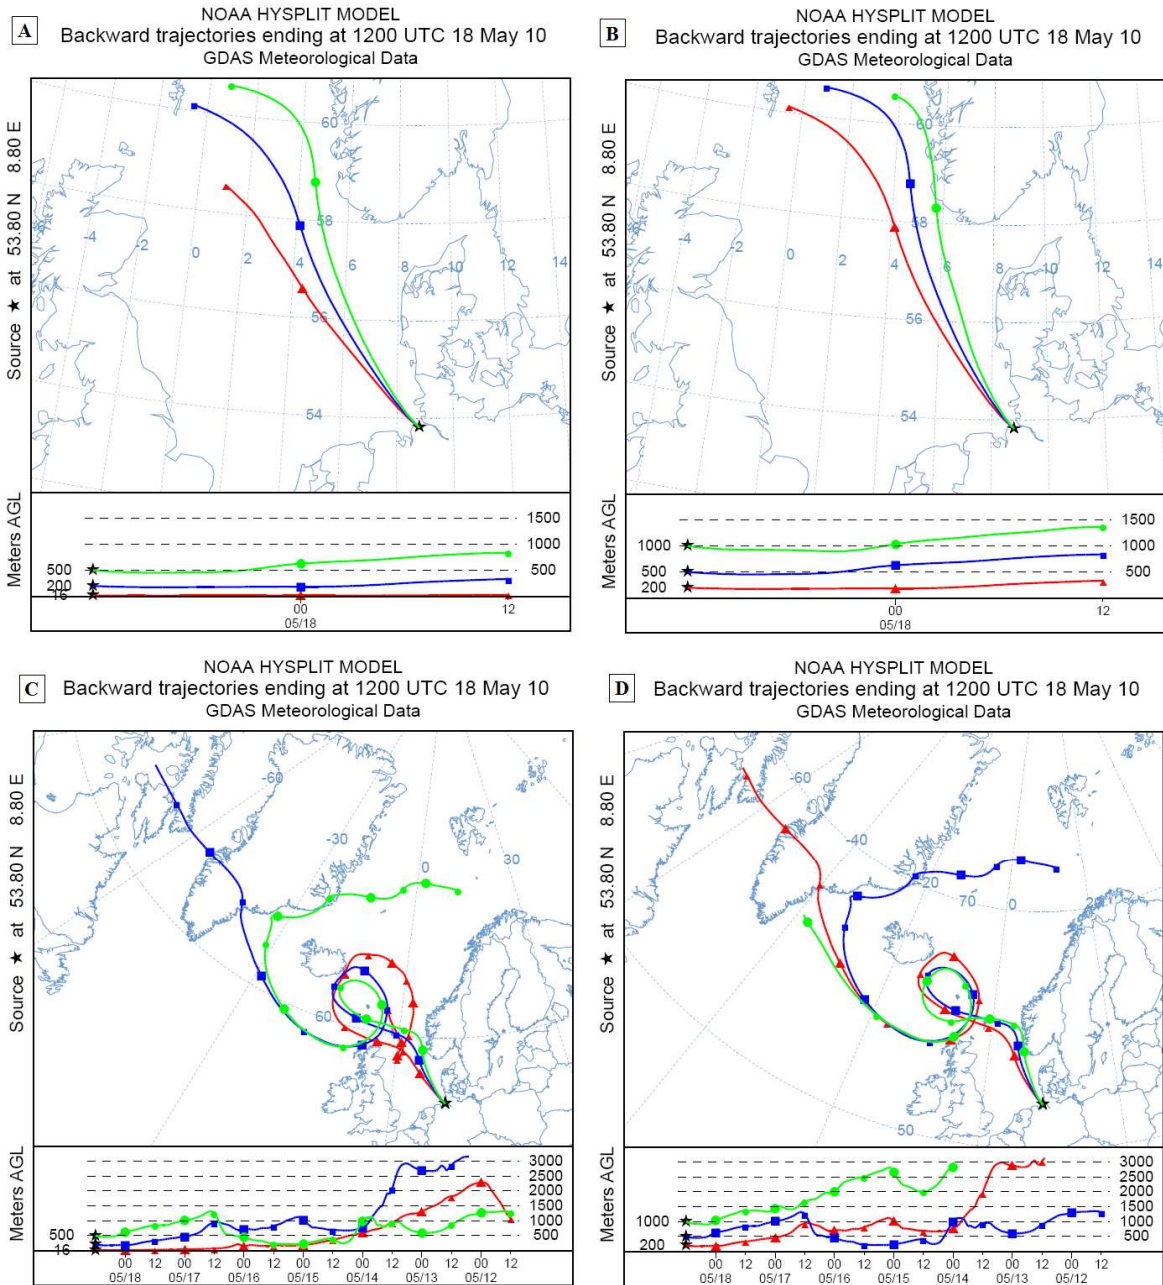 A
NOAA HYSPLIT MODEL
Backward trajectories ending at 1200 UTC 18 May 10
GDAS Meteorological Data
Source ★ at 53.80 N 8.80 E
60
58
-4
-2
0
2
4
6
8
10
12
14
56
54
Meters AGL
1500
1000
500
500
200
16
00
12
05/18
B
NOAA HYSPLIT MODEL
Backward trajectories ending at 1200 UTC 18 May 10
GDAS Meteorological Data
Source ★ at 53.80 N 8.80 E
60
58
-4
-2
0
2
4
6
8
10
12
14
56
54
Meters AGL
1500
1000
1000
500
500
200
00
12
05/18
C
NOAA HYSPLIT MODEL
Backward trajectories ending at 1200 UTC 18 May 10
GDAS Meteorological Data
Source ★ at 53.80 N 8.80 E
-60
-30
0
30
60
Meters AGL
3000
2500
2000
1500
1000
500
500
16
00 12 00 12 00 12 00 12 00 12 00 12 00 12
05/18 05/17 05/16 05/15 05/14 05/13 05/12
D
NOAA HYSPLIT MODEL
Backward trajectories ending at 1200 UTC 18 May 10
GDAS Meteorological Data
Source ★ at 53.80 N 8.80 E
-60
-40
-20
70
0
20
50
Meters AGL
3000
2500
2000
1500
1000
1000
500
500
200
00 12 00 12 00 12 00 12 00 12 00 12 00 12
05/18 05/17 05/16 05/15 05/14 05/13 05/12